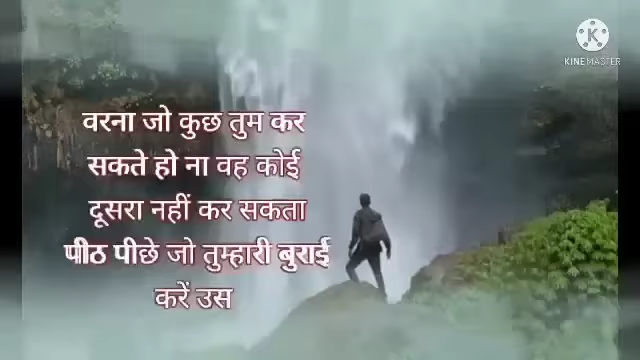 KINEMASTER
वरना जो कुछ तुम कर
सकते हो ना वह कोई
दूसरा नहीं कर सकता
पीठ पीछे जो तुम्हारी बुराई
करें उस